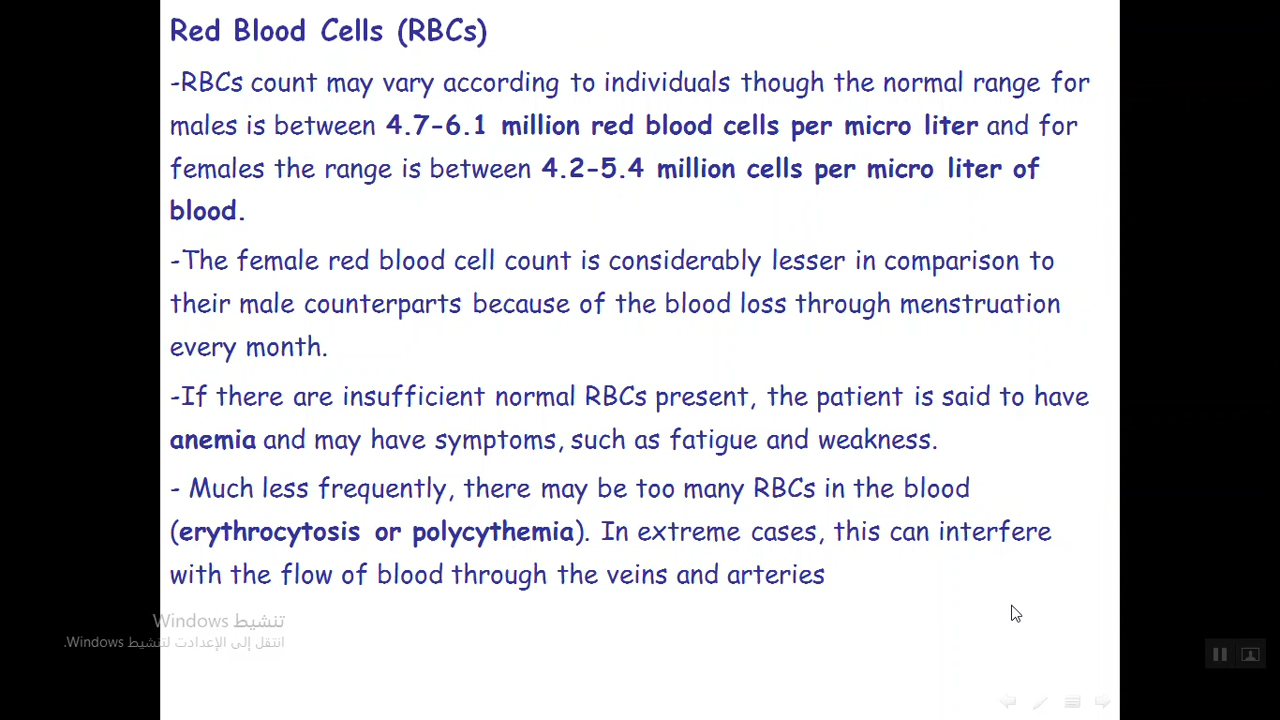 Red Blood Cells (RBCs)
-RBCs count may vary according to individuals though the normal range for
males is between 4.7-6.1 million red blood cells per micro liter and for
females the range is between 4.2-5.4 million cells per micro liter of
blood.
-The female red blood cell count is considerably lesser in comparison to
their male counterparts because of the blood loss through menstruation
every month.
-If there are insufficient normal RBCs present, the patient is said to have
anemia and may have symptoms, such as fatigue and weakness.
- Much less frequently, there may be too many RBCs in the blood
(erythrocytosis or polycythemia). In extreme cases, this can interfere
with the flow of blood through the veins and arteries
تنشيط Windows
انتقل إلى الإعدادت لتنشيط Windows.